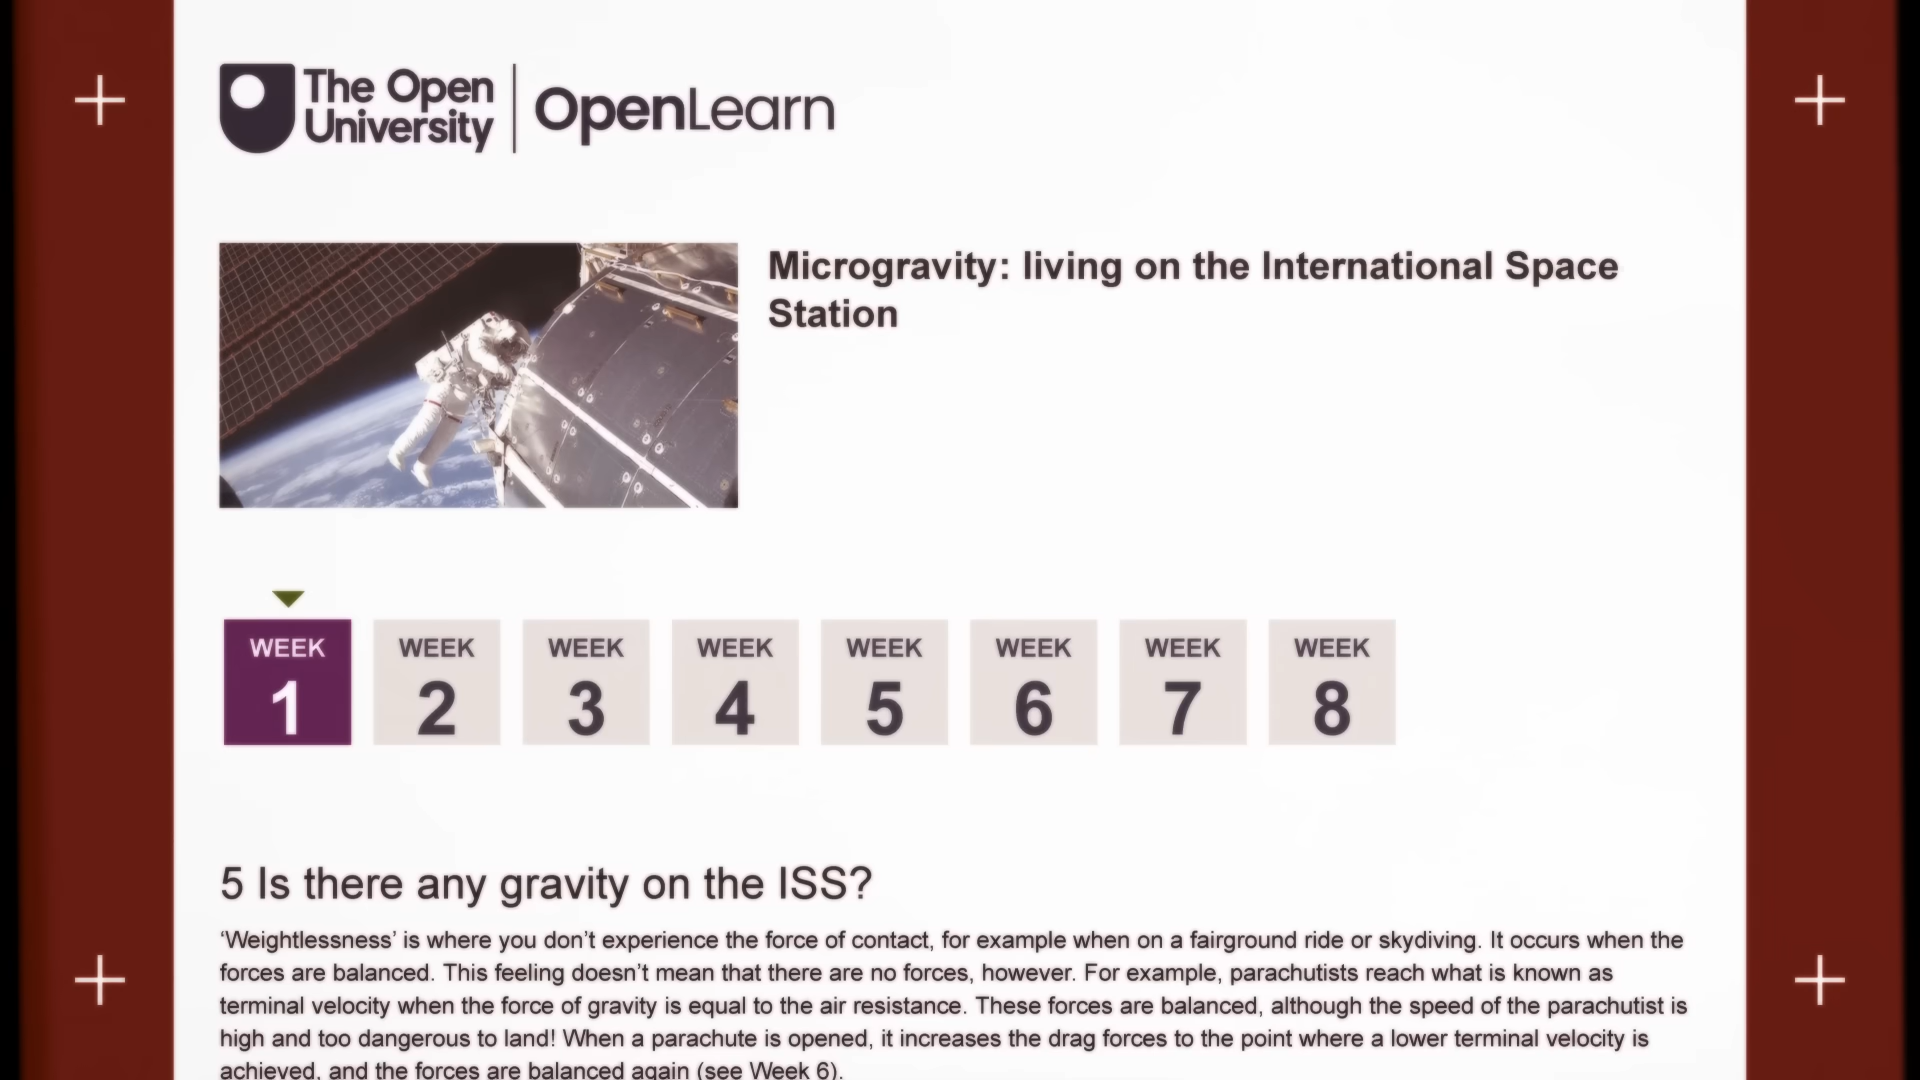 The Open
University
OpenLearn
Microgravity: living on the International Space
Station
WEEK
1
WEEK
2
WEEK
3
WEEK
4
WEEK
5
WEEK
6
WEEK
7
WEEK
8
5 Is there any gravity on the ISS?
‘Weightlessness’ is where you don’t experience the force of contact, for example when on a fairground ride or skydiving. It occurs when the
forces are balanced. This feeling doesn’t mean that there are no forces, however. For example, parachutists reach what is known as
terminal velocity when the force of gravity is equal to the air resistance. These forces are balanced, although the speed of the parachutist is
high and too dangerous to land! When a parachute is opened, it increases the drag forces to the point where a lower terminal velocity is
achieved, and the forces are balanced again (see Week 6).